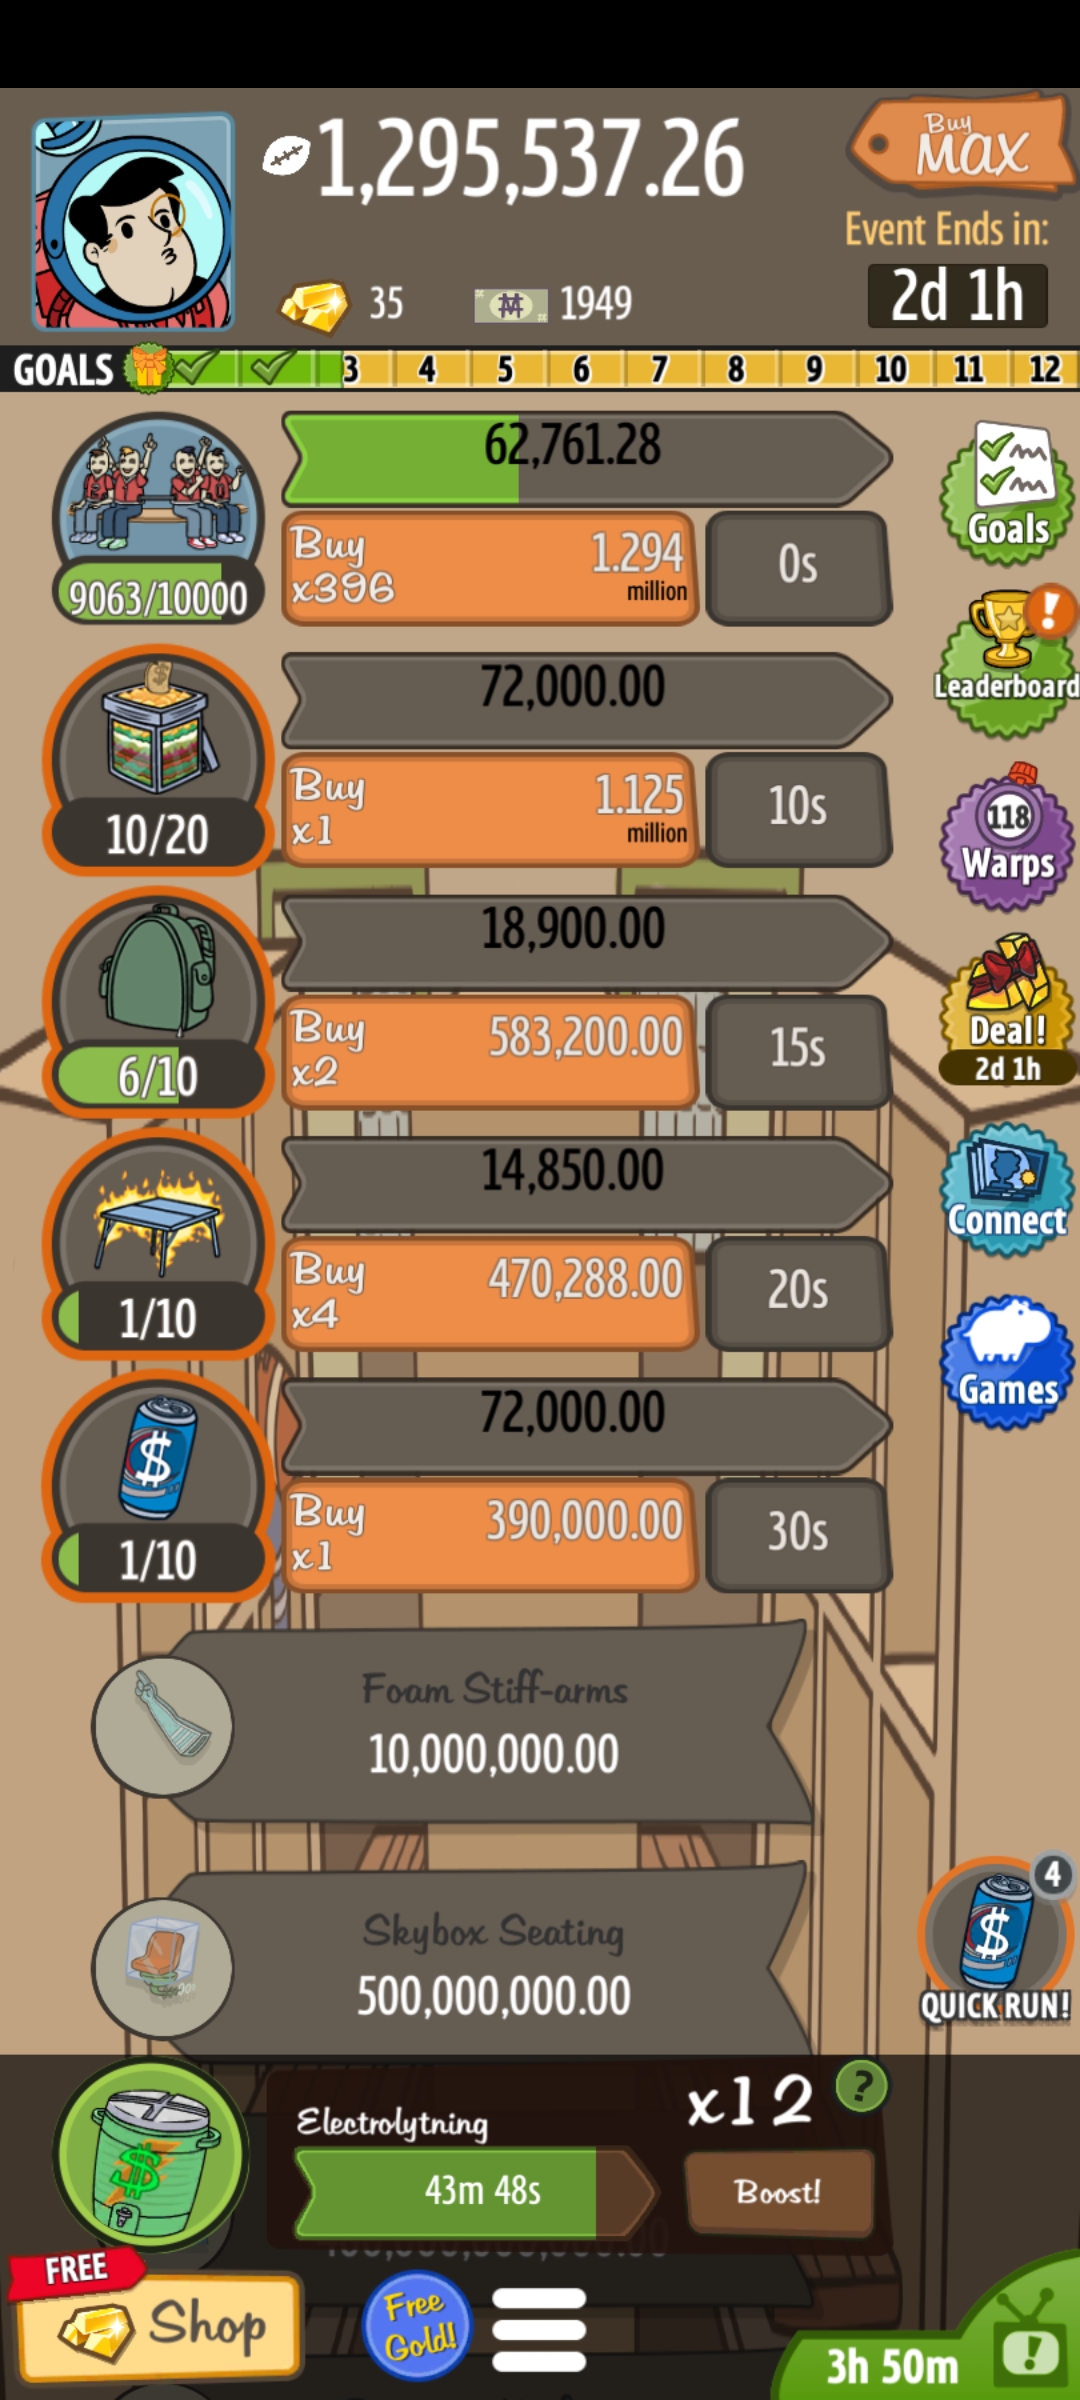 1,295,537.26
Buy
MAX
Event Ends in:
35
1949
2d 1h
GOALS 3 4 5 6 7 8 9 10 11 12
62,761.28
Buy
x396
1.294
million
0s
9063/10000
Goals
72,000.00
Leaderboard
Buy
x1
1.125
million
10s
10/20
118
Warps
18,900.00
Buy
x2
583,200.00
15s
6/10
Deal!
2d 1h
14,850.00
Buy
x4
470,288.00
20s
1/10
Connect
72,000.00
Games
Buy
x1
390,000.00
30s
1/10
Foam Stiff-arms
10,000,000.00
Skybox Seating
500,000,000.00
4
QUICK RUN!
Electrolytning
x12
?
43m 48s
Boost!
FREE
Shop
Free
Gold!
3h 50m